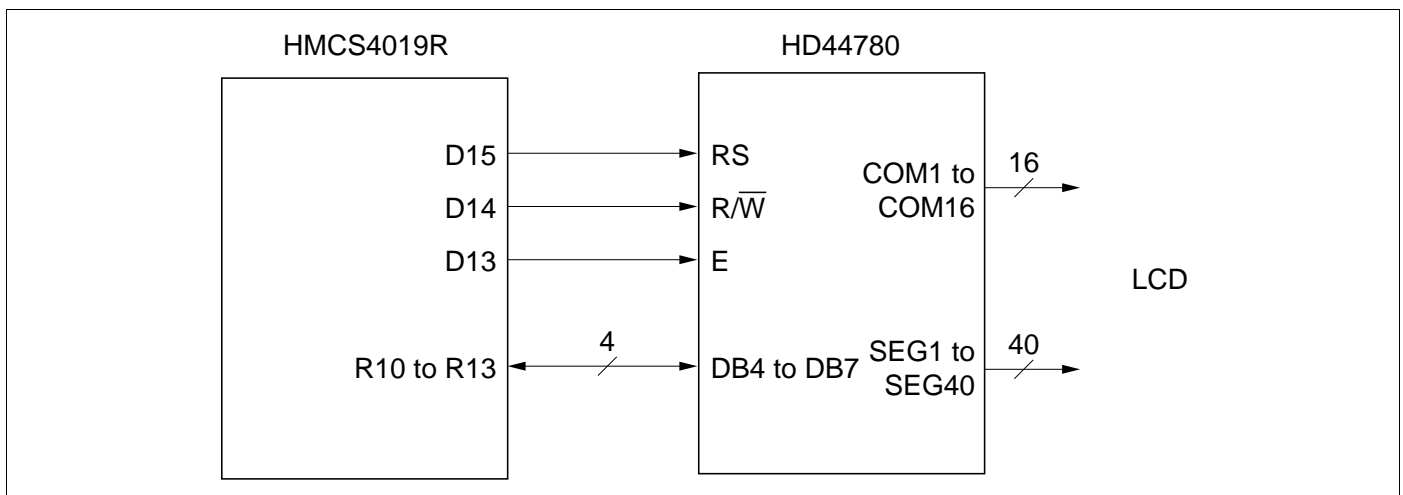 HMCS4019R
HD44780
D15
RS
D14
R/W̅
D13
E
R10 to R13
4
DB4 to DB7
COM1 to
COM16
16
SEG1 to
SEG40
40
LCD